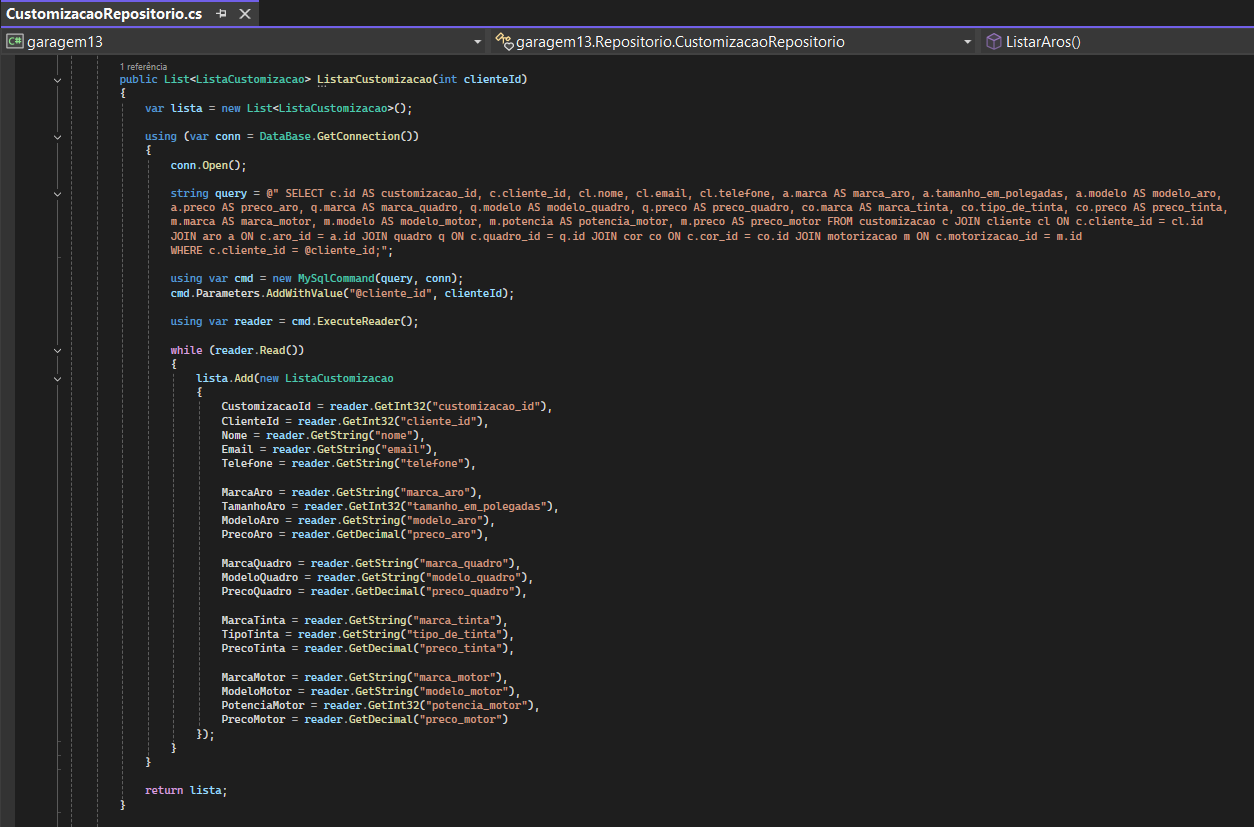 CustomizacaoRepositorio.cs
garagem13 garagem13.Repositorio.CustomizacaoRepositorio ListarAros()
1 referência
public List<ListaCustomizacao> ListarCustomizacao(int clienteId)
{
var lista = new List<ListaCustomizacao>();
using (var conn = DataBase.GetConnection())
{
conn.Open();
string query = @" SELECT c.id AS customizacao_id, c.cliente_id, cl.nome, cl.email, cl.telefone, a.marca AS marca_aro, a.tamanho_em_polegadas, a.modelo AS modelo_aro,
a.preco AS preco_aro, q.marca AS marca_quadro, q.modelo AS modelo_quadro, q.preco AS preco_quadro, co.marca AS marca_tinta, co.tipo_de_tinta, co.preco AS preco_tinta,
m.marca AS marca_motor, m.modelo AS modelo_motor, m.potencia AS potencia_motor, m.preco AS preco_motor FROM customizacao c JOIN cliente cl ON c.cliente_id = cl.id
JOIN aro a ON c.aro_id = a.id JOIN quadro q ON c.quadro_id = q.id JOIN cor co ON c.cor_id = co.id JOIN motorizacao m ON c.motorizacao_id = m.id
WHERE c.cliente_id = @cliente_id;";
using var cmd = new MySqlCommand(query, conn);
cmd.Parameters.AddWithValue("@cliente_id", clienteId);
using var reader = cmd.ExecuteReader();
while (reader.Read())
{
lista.Add(new ListaCustomizacao
{
CustomizacaoId = reader.GetInt32("customizacao_id"),
ClienteId = reader.GetInt32("cliente_id"),
Nome = reader.GetString("nome"),
Email = reader.GetString("email"),
Telefone = reader.GetString("telefone"),
MarcaAro = reader.GetString("marca_aro"),
TamanhoAro = reader.GetInt32("tamanho_em_polegadas"),
ModeloAro = reader.GetString("modelo_aro"),
PrecoAro = reader.GetDecimal("preco_aro"),
MarcaQuadro = reader.GetString("marca_quadro"),
ModeloQuadro = reader.GetString("modelo_quadro"),
PrecoQuadro = reader.GetDecimal("preco_quadro"),
MarcaTinta = reader.GetString("marca_tinta"),
TipoTinta = reader.GetString("tipo_de_tinta"),
PrecoTinta = reader.GetDecimal("preco_tinta"),
MarcaMotor = reader.GetString("marca_motor"),
ModeloMotor = reader.GetString("modelo_motor"),
PotenciaMotor = reader.GetInt32("potencia_motor"),
PrecoMotor = reader.GetDecimal("preco_motor")
});
}
}
return lista;
}